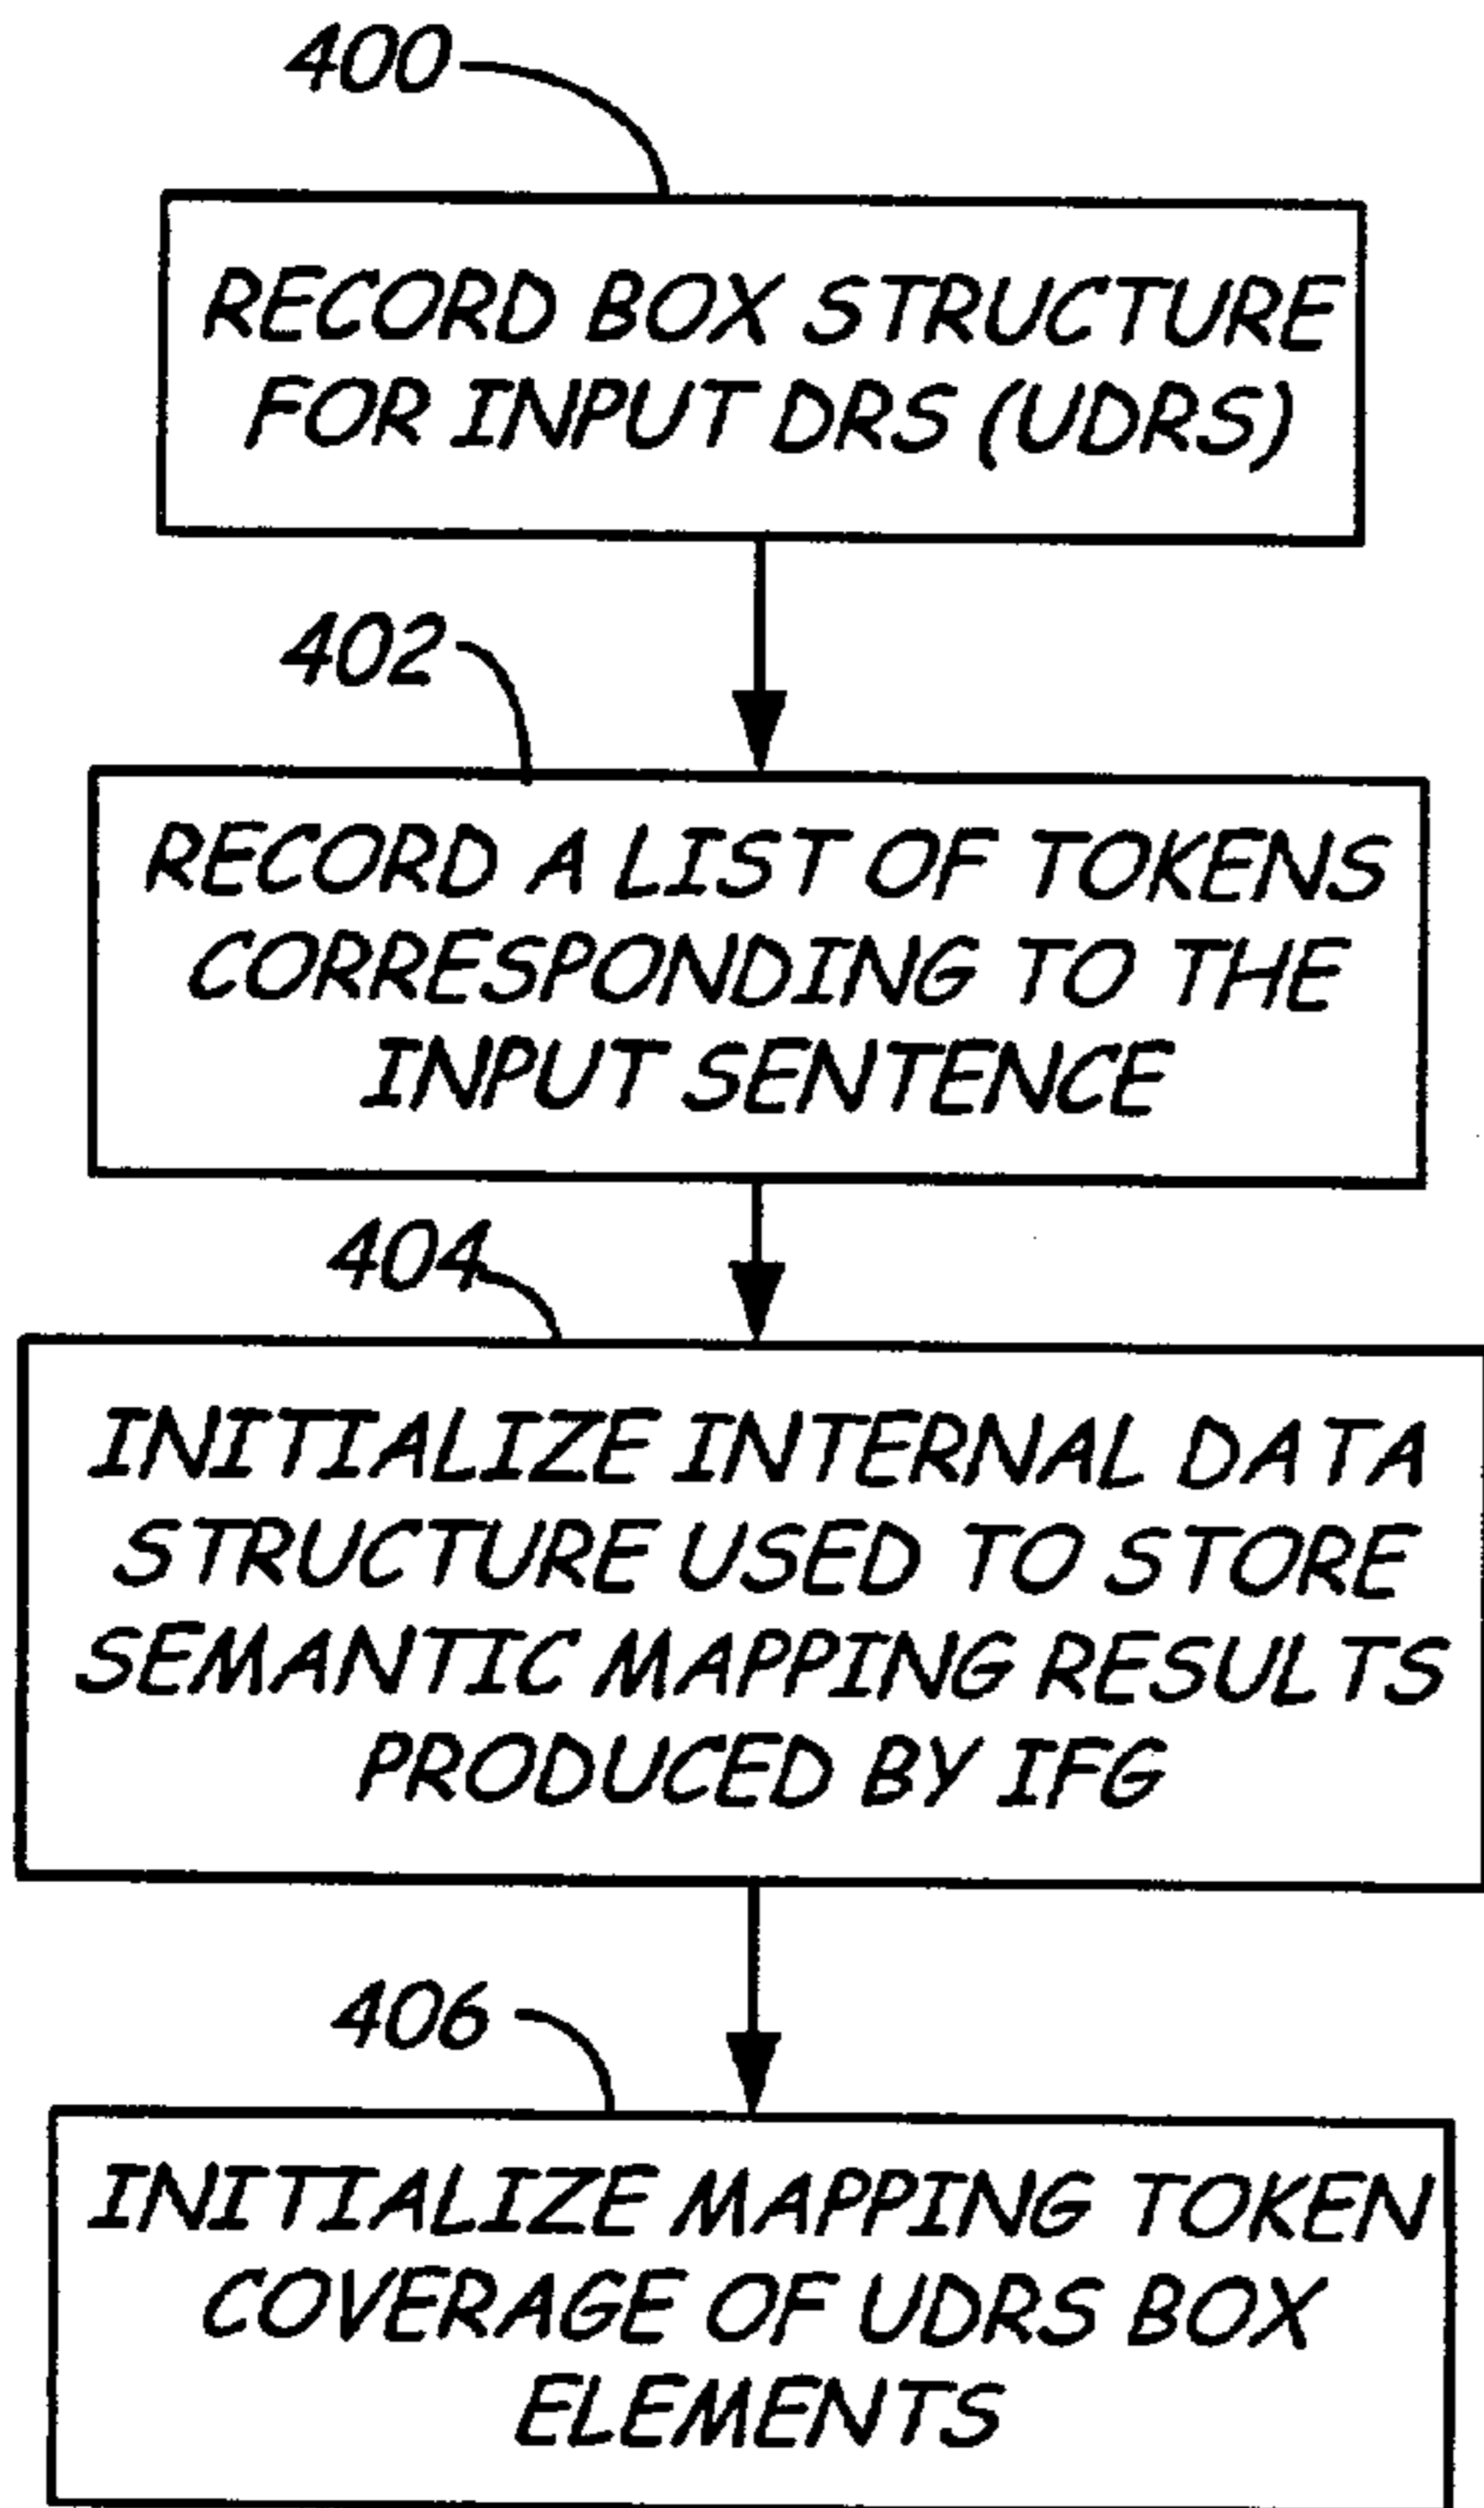 400
RECORD BOX STRUCTURE
FOR INPUT DRS (UDRS)
402
RECORD A LIST OF TOKENS
CORRESPONDING TO THE
INPUT SENTENCE
404
INITIALIZE INTERNAL DATA
STRUCTURE USED TO STORE
SEMANTIC MAPPING RESULTS
PRODUCED BY IFG
406
INITIALIZE MAPPING TOKEN
COVERAGE OF UDRS BOX
ELEMENTS